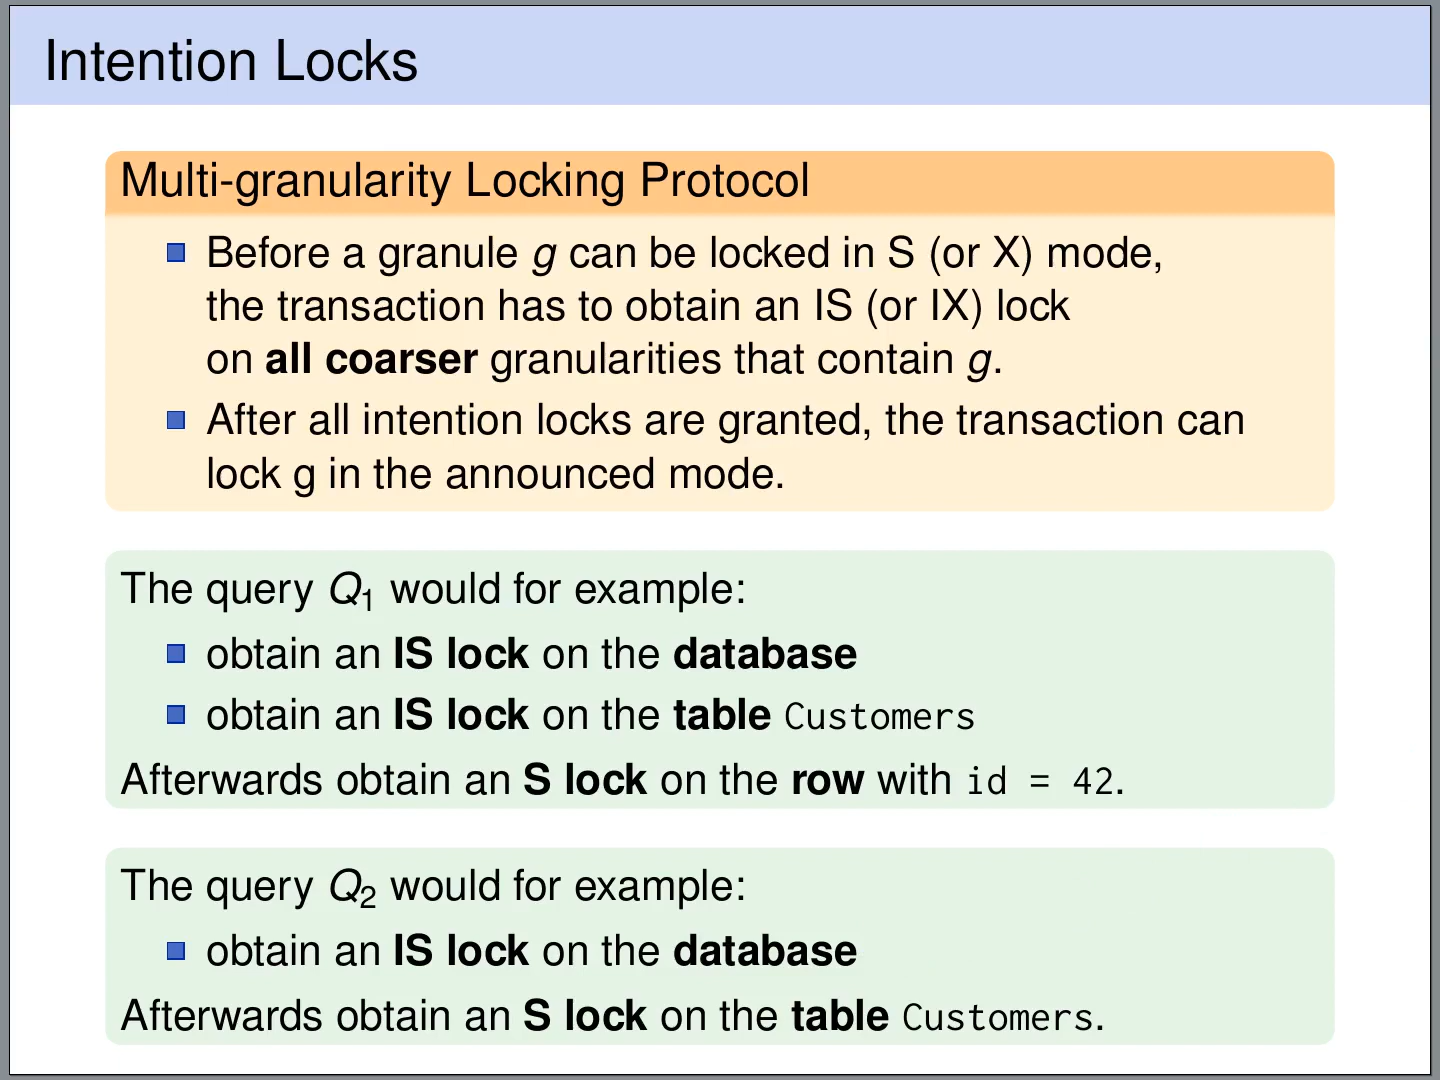 Intention Locks
Multi-granularity Locking Protocol
Before a granule g can be locked in S (or X) mode,
the transaction has to obtain an IS (or IX) lock
on all coarser granularities that contain g.
After all intention locks are granted, the transaction can
lock g in the announced mode.
The query Q1 would for example:
obtain an IS lock on the database
obtain an IS lock on the table Customers
Afterwards obtain an S lock on the row with id = 42.
The query Q2 would for example:
obtain an IS lock on the database
Afterwards obtain an S lock on the table Customers.